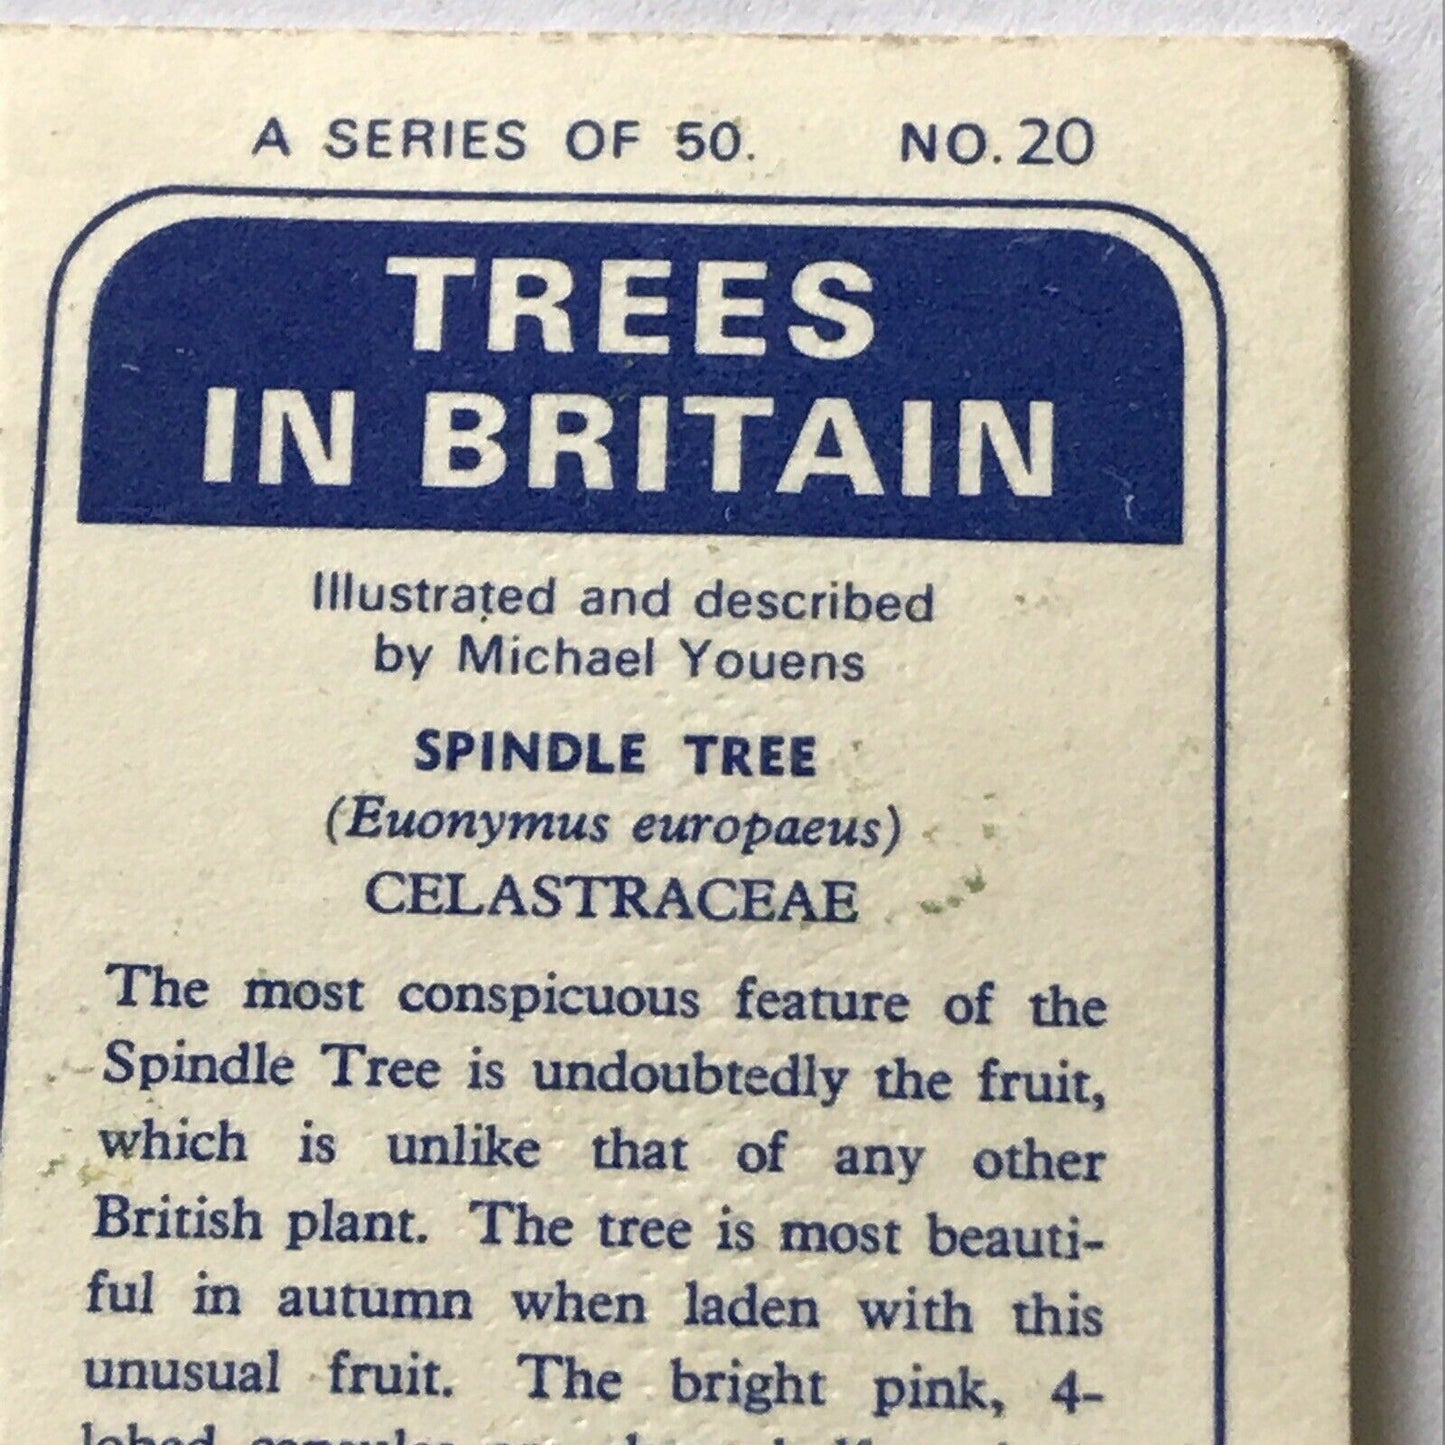 A SERIES OF 50. NO. 20
TREES
IN BRITAIN
Illustrated and described
by Michael Youens
SPINDLE TREE
(Euonymus europaeus)
CELASTRACEAE
The most conspicuous feature of the
Spindle Tree is undoubtedly the fruit,
which is unlike that of any other
British plant. The tree is most beauti-
ful in autumn when laden with this
unusual fruit. The bright pink, 4-
lobed capsules